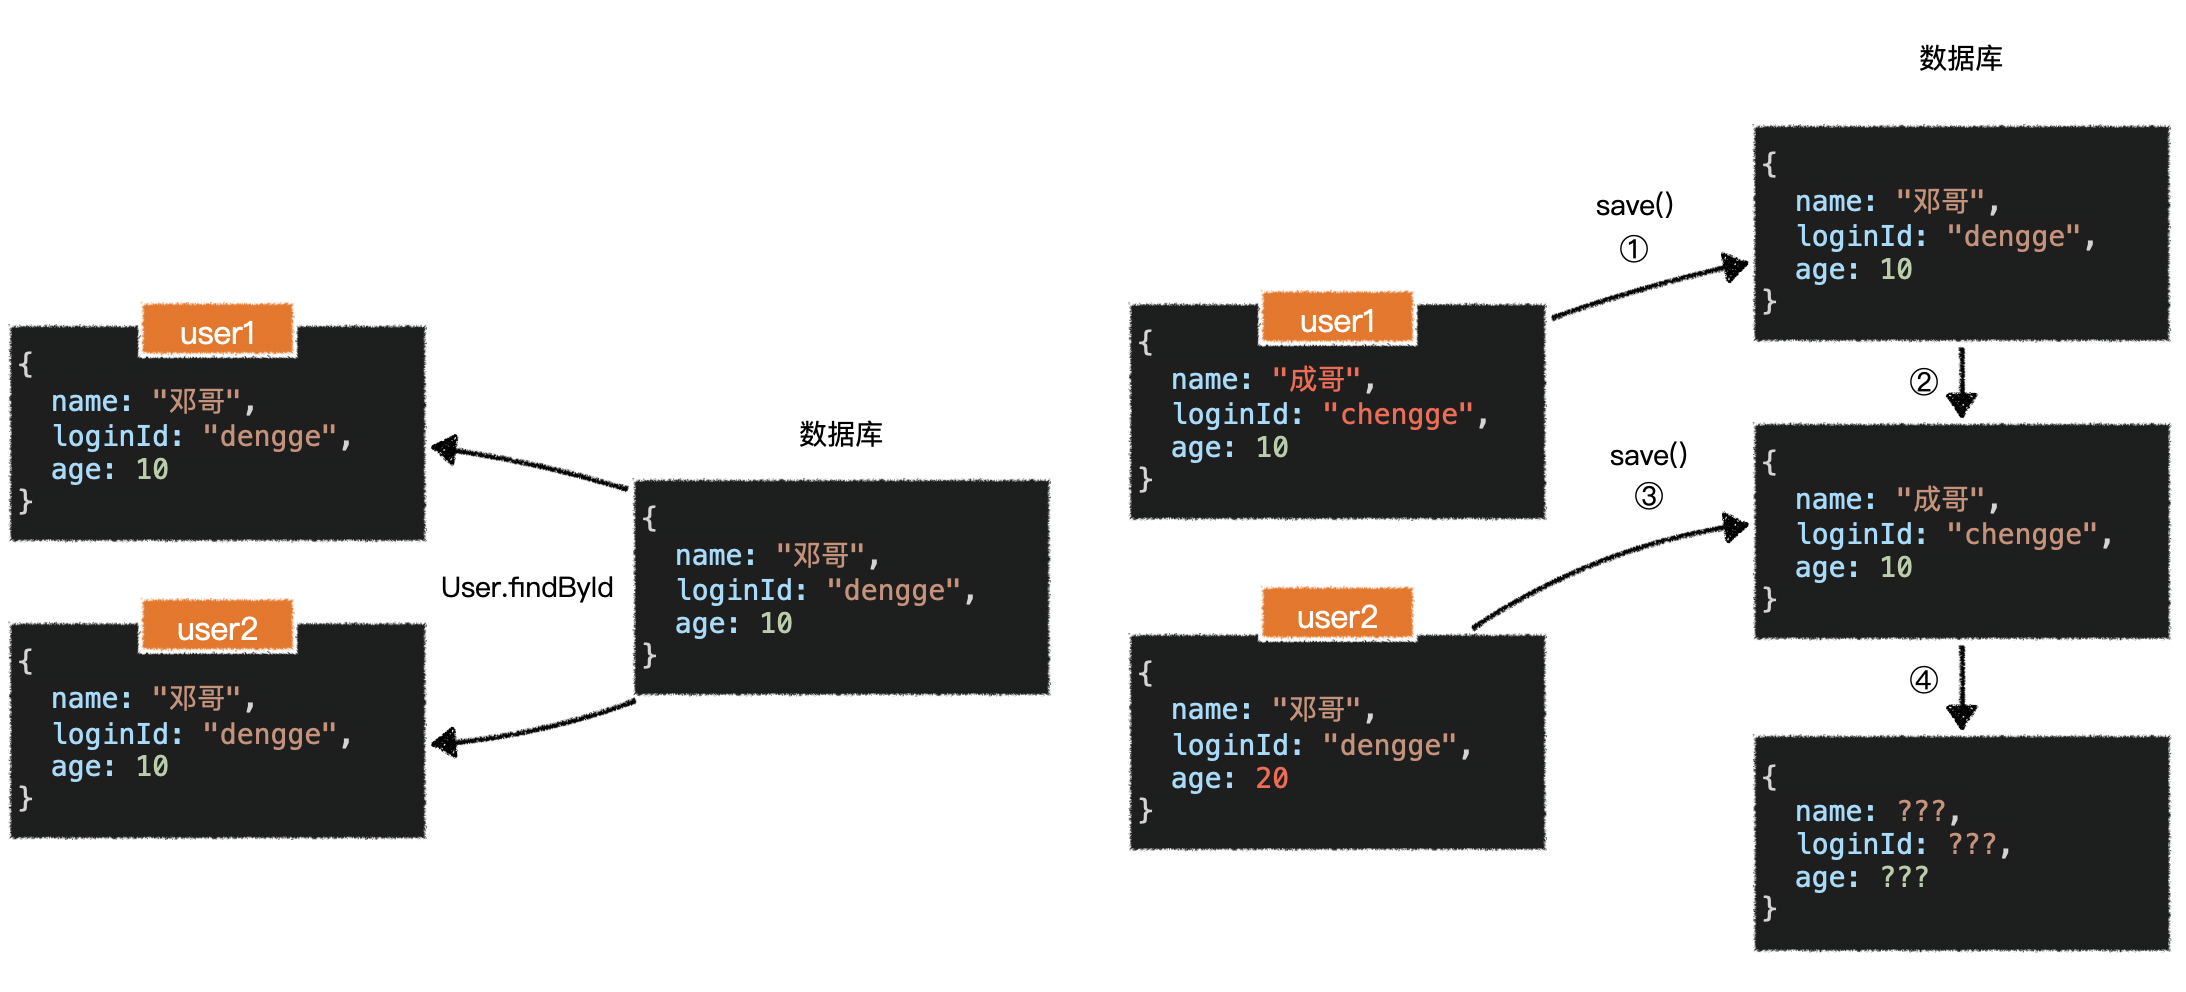 user1
{
name: "邓哥",
loginId: "dengge",
age: 10
}
user2
{
name: "邓哥",
loginId: "dengge",
age: 10
}
User.findById
数据库
{
name: "邓哥",
loginId: "dengge",
age: 10
}
user1
{
name: "成哥",
loginId: "chengge",
age: 10
}
user2
{
name: "邓哥",
loginId: "dengge",
age: 20
}
save()
①
save()
③
数据库
{
name: "邓哥",
loginId: "dengge",
age: 10
}
②
{
name: "成哥",
loginId: "chengge",
age: 10
}
④
{
name: ???,
loginId: ???,
age: ???
}